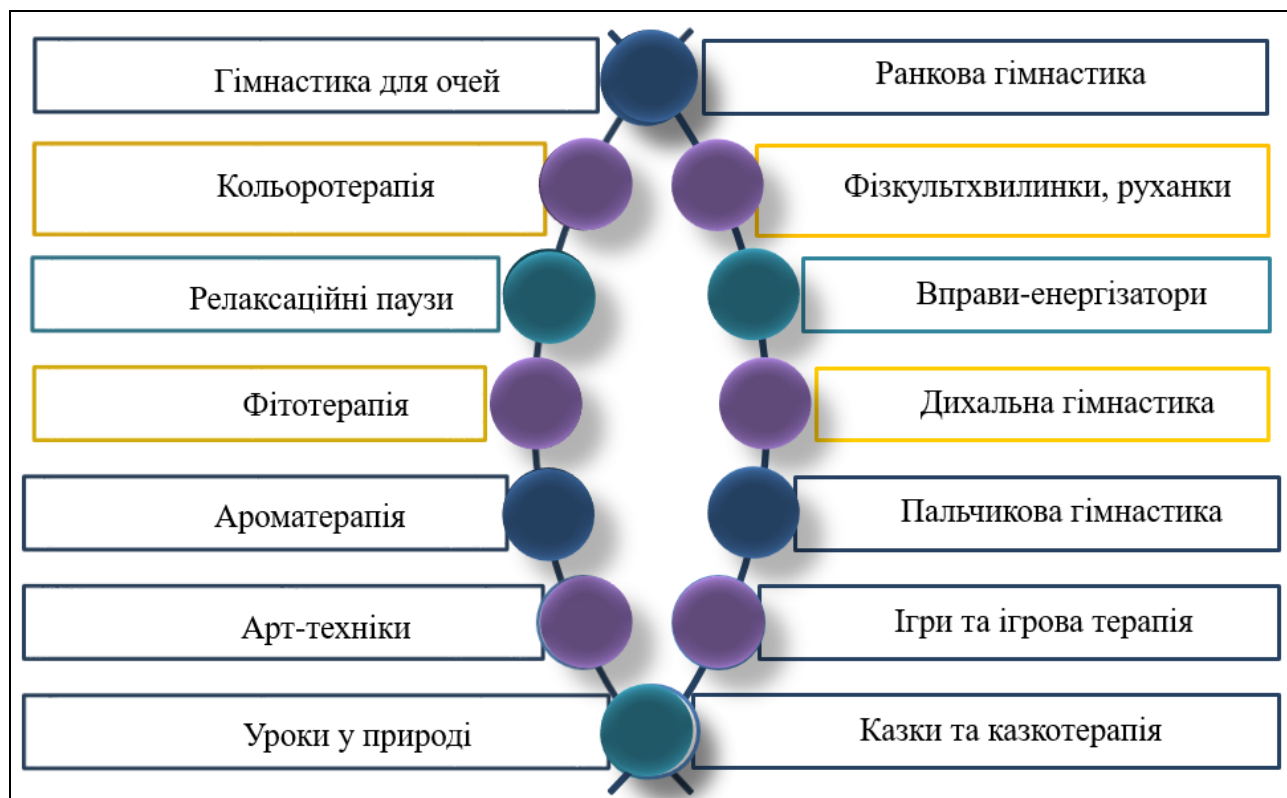 Гімнастика для очей
Ранкова гімнастика
Кольоротерапія
Фізкультхвилинки, руханки
Релаксаційні паузи
Вправи-енергізатори
Фітотерапія
Дихальна гімнастика
Ароматерапія
Пальчикова гімнастика
Арт-техніки
Ігри та ігрова терапія
Уроки у природі
Казки та казкотерапія